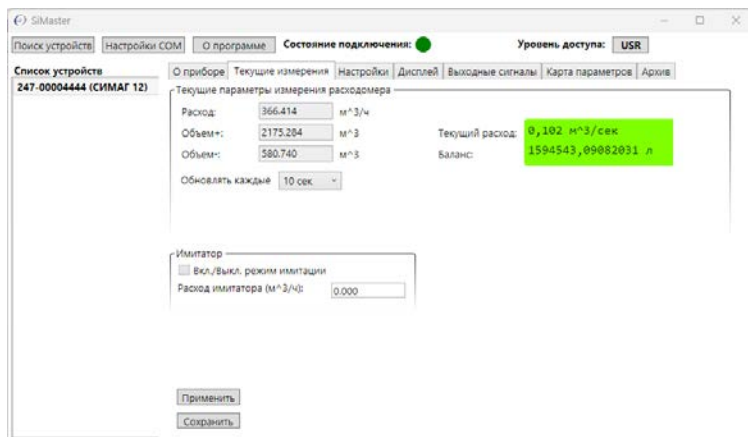 SiMaster
Поиск устройств Настройки COM О программе Состояние подключения: Уровень доступа: USR
Список устройств
247-00004444 (СИМАГ 12)
О приборе Текущие измерения Настройки Дисплей Выходные сигналы Карта параметров Архив
Текущие параметры измерения расходомера
Расход: 366.414 м^3/ч
Объем+: 2175.284 м^3 Текущий расход: 0,102 м^3/сек
Объем-: 580.740 м^3 Баланс: 1594543,09082031 л
Обновлять каждые 10 сек
Имитатор
Вкл./Выкл. режим имитации
Расход имитатора (м^3/ч): 0.000
Применить
Сохранить